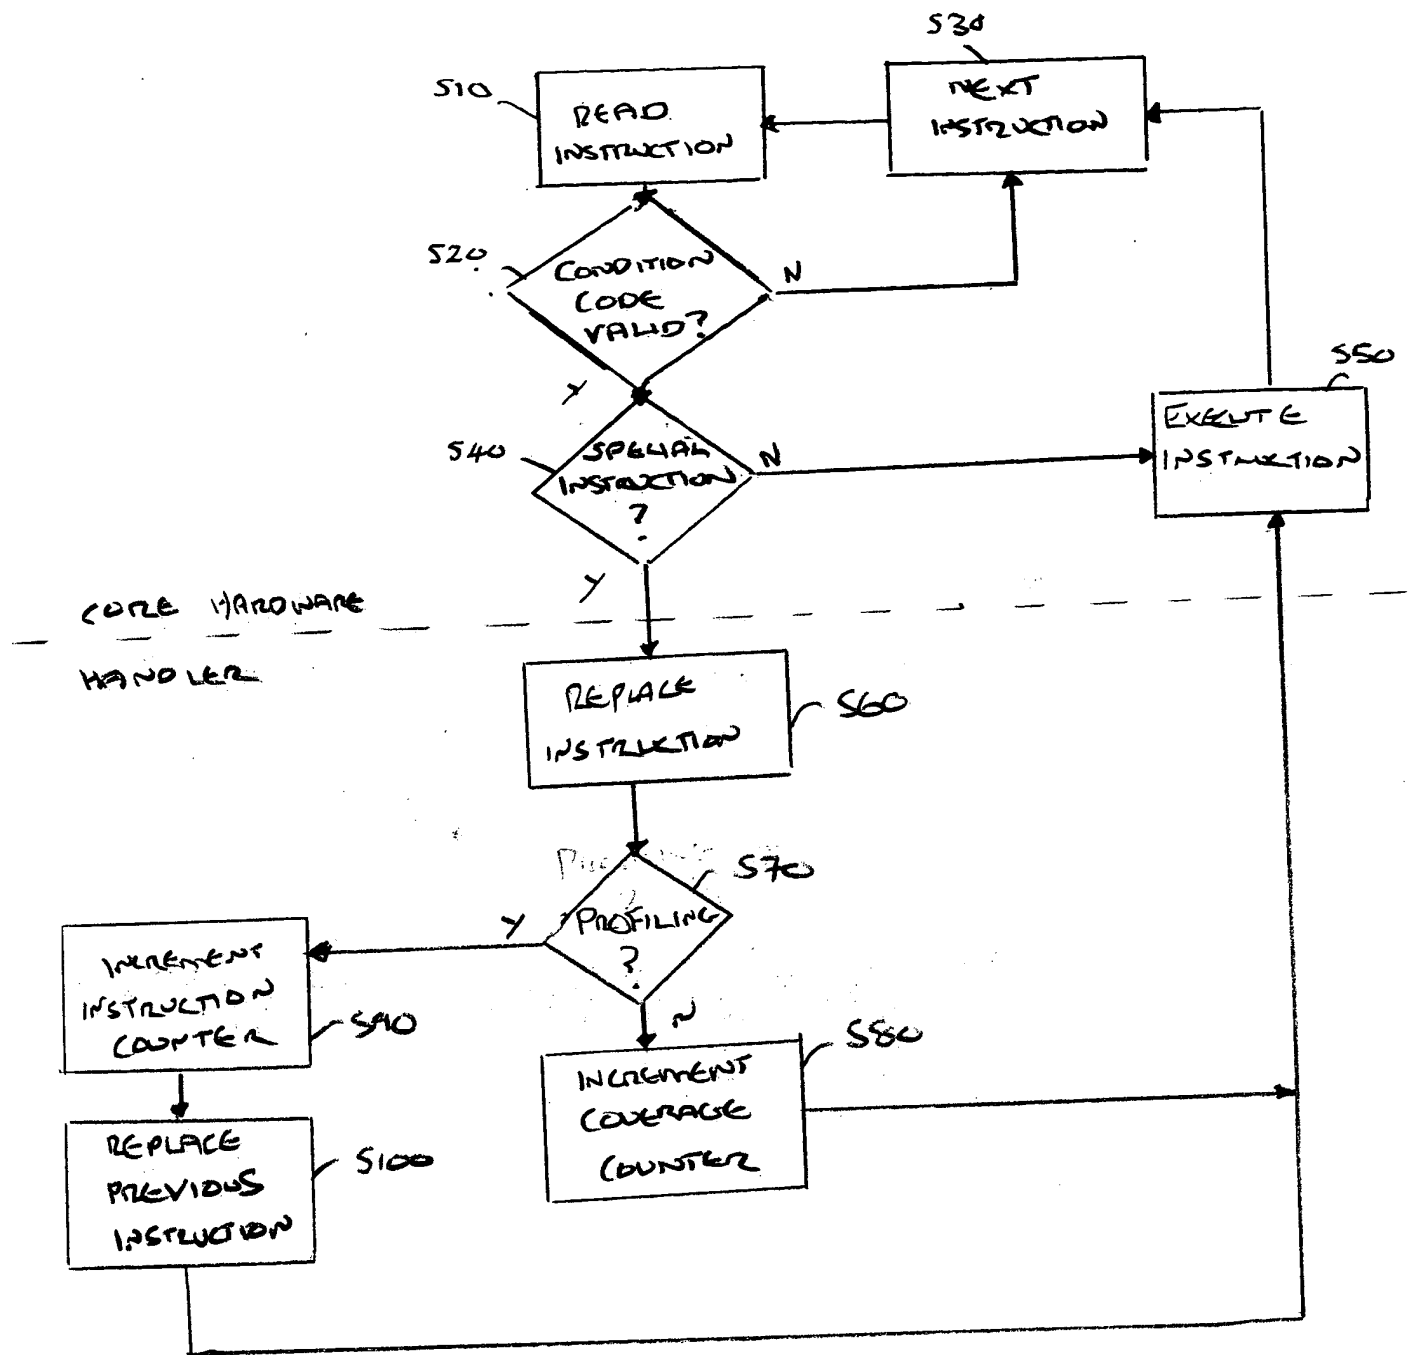 S30
S10
NEXT
INSTRUCTION
READ
INSTRUCTION
S20
CONDITION
CODE
VALID?
N
Y
S50
EXECUTE
INSTRUCTION
S40
SPECIAL
INSTRUCTION
?
N
Y
CORE HARDWARE
HANDLER
REPLACE
INSTRUCTION
S60
S70
PROFILING
?
Y
N
INCREMENT
INSTRUCTION
COUNTER
S90
S80
INCREMENT
COVERAGE
COUNTER
REPLACE
PREVIOUS
INSTRUCTION
S100